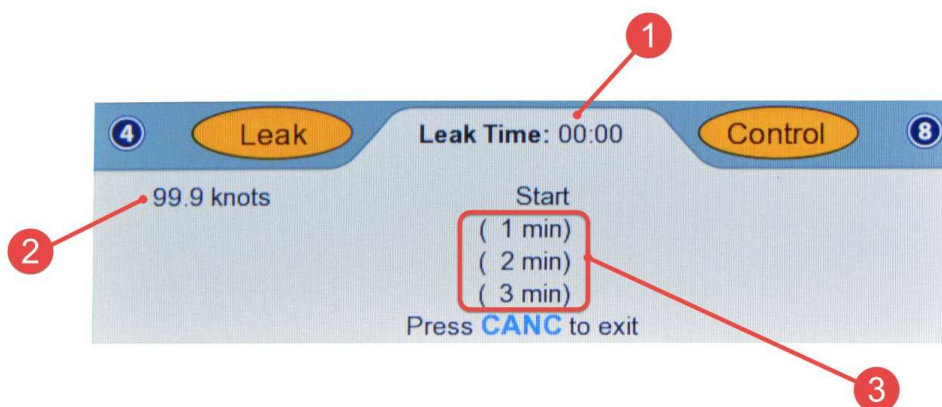 1
4 Leak Leak Time: 00:00 Control 8
99.9 knots Start
2
( 1 min)
( 2 min)
( 3 min)
Press CANC to exit
3